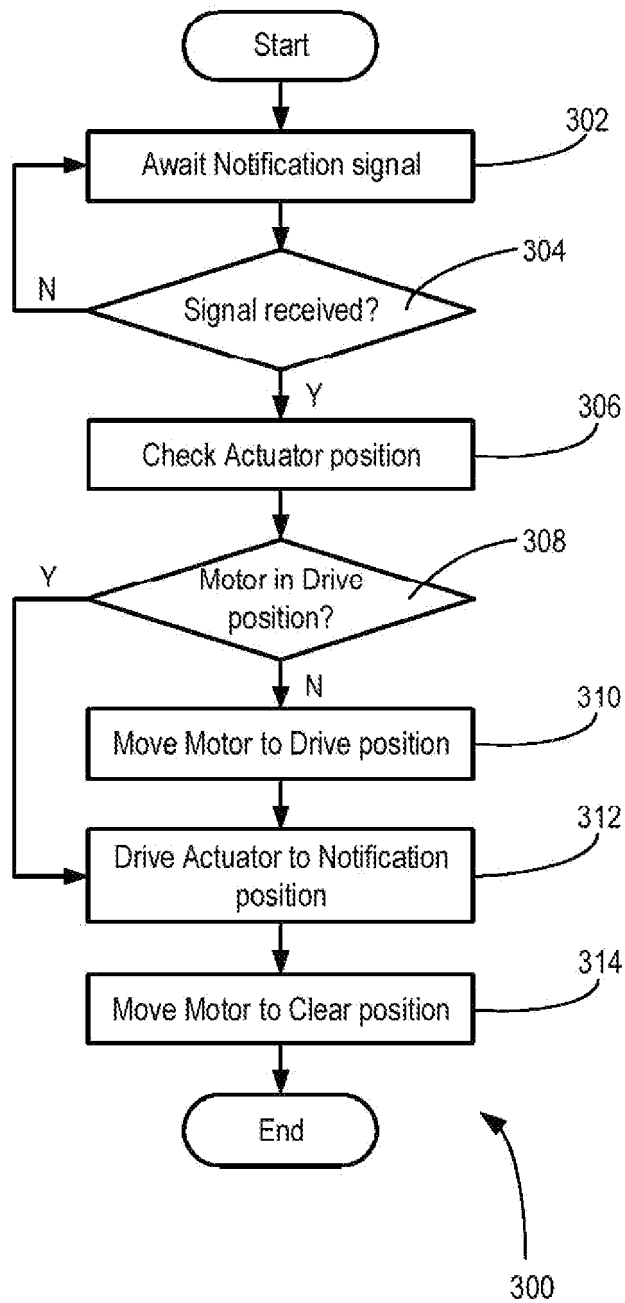 Start
302
Await Notification signal
304
N
Signal received?
Y
306
Check Actuator position
308
Y
Motor in Drive
position?
N
310
Move Motor to Drive position
312
Drive Actuator to Notification
position
314
Move Motor to Clear position
End
300